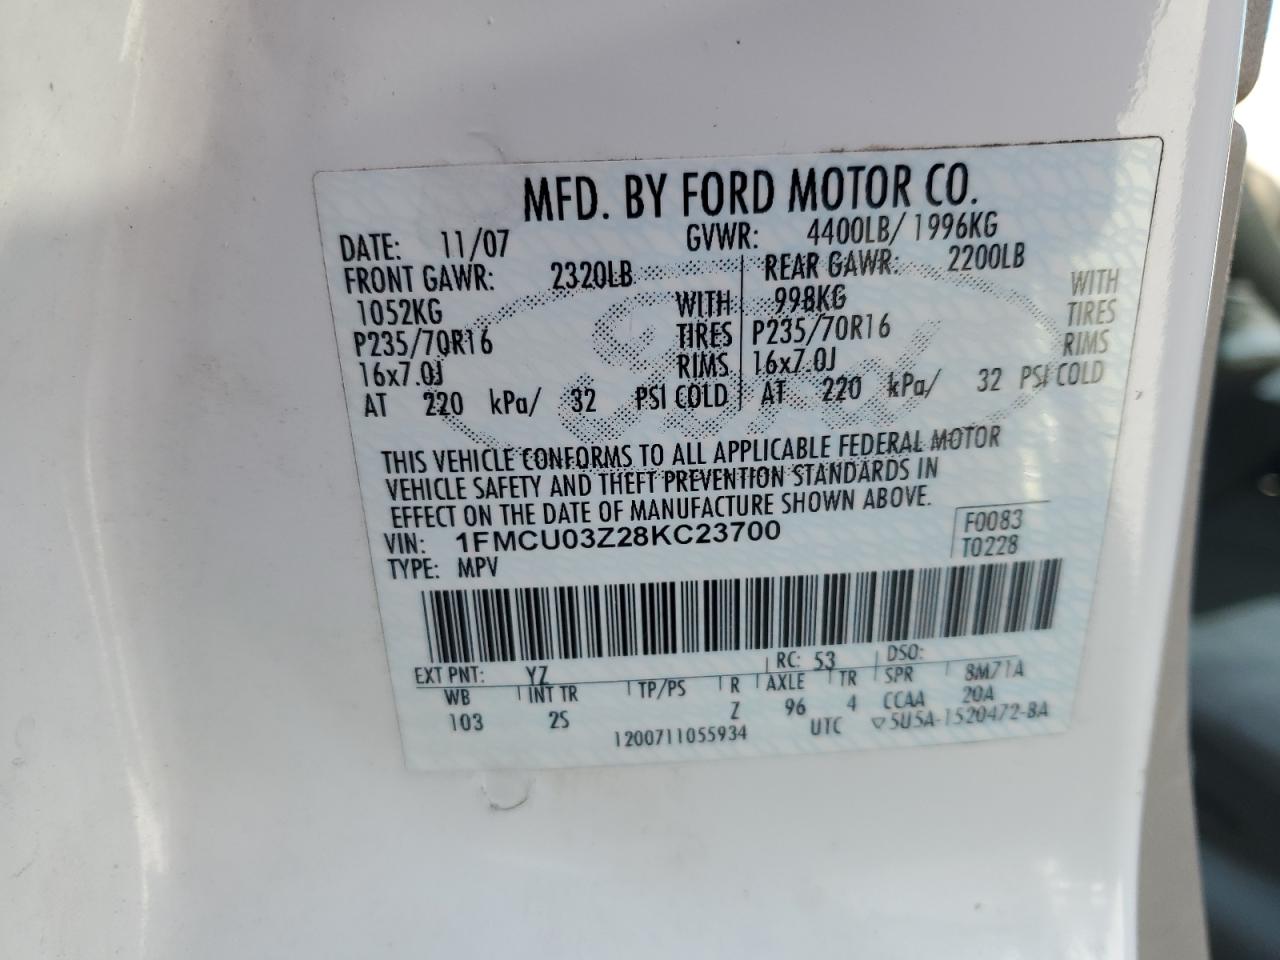 MFD. BY FORD MOTOR CO.
DATE: 11/07 GVWR: 4400LB/ 1996KG
FRONT GAWR: 2320LB REAR GAWR: 2200LB
1052KG WITH 998KG WITH
P235/70R16 TIRES P235/70R16 TIRES
16x7.0J RIMS 16x7.0J RIMS
AT 220 kPa/ 32 PSI COLD AT 220 kPa/ 32 PSI COLD
THIS VEHICLE CONFORMS TO ALL APPLICABLE FEDERAL MOTOR
VEHICLE SAFETY AND THEFT PREVENTION STANDARDS IN
EFFECT ON THE DATE OF MANUFACTURE SHOWN ABOVE.
VIN: 1FMCU03Z28KC23700 F0083
TYPE: MPV T0228
EXT PNT: YZ RC: 53 DSO:
WB INT TR TP/PS R AXLE TR SPR 8M71A
103 2S Z 96 4 CCAA 20A
1200711055934 UTC ▽5U5A-1520472-BA